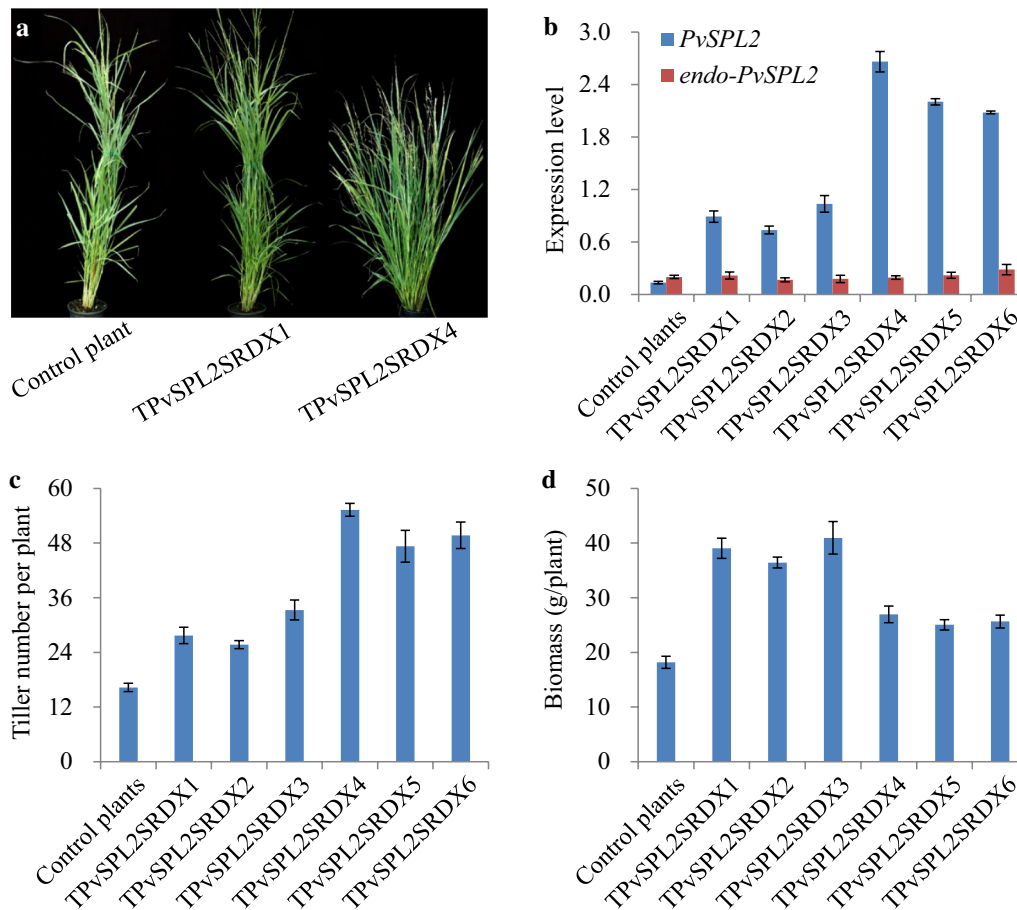 a
Control plant
TPvSPL2SRDX1
TPvSPL2SRDX4
b
Expression level
3.0
2.4
1.8
1.2
0.6
0.0
PvSPL2
endo-PvSPL2
Control plants
TPvSPL2SRDX1
TPvSPL2SRDX2
TPvSPL2SRDX3
TPvSPL2SRDX4
TPvSPL2SRDX5
TPvSPL2SRDX6
c
Tiller number per plant
60
48
36
24
12
0
Control plants
TPvSPL2SRDX1
TPvSPL2SRDX2
TPvSPL2SRDX3
TPvSPL2SRDX4
TPvSPL2SRDX5
TPvSPL2SRDX6
d
Biomass (g/plant)
50
40
30
20
10
0
Control plants
TPvSPL2SRDX1
TPvSPL2SRDX2
TPvSPL2SRDX3
TPvSPL2SRDX4
TPvSPL2SRDX5
TPvSPL2SRDX6